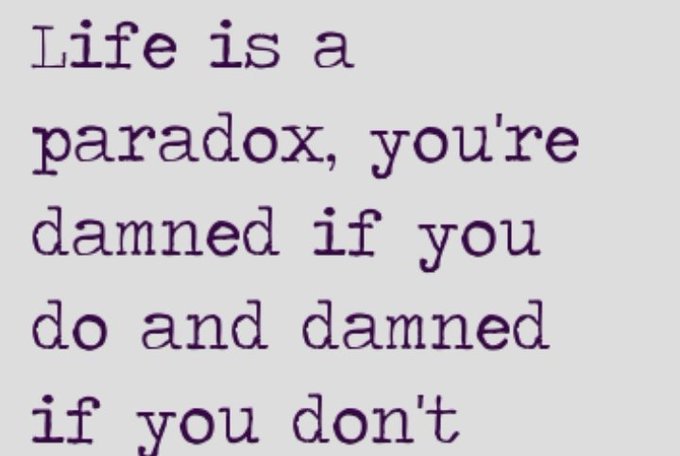 Life is a
paradox, you're
damned if you
do and damned
if you don't